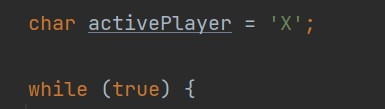 char activePlayer = 'X';
while (true) {